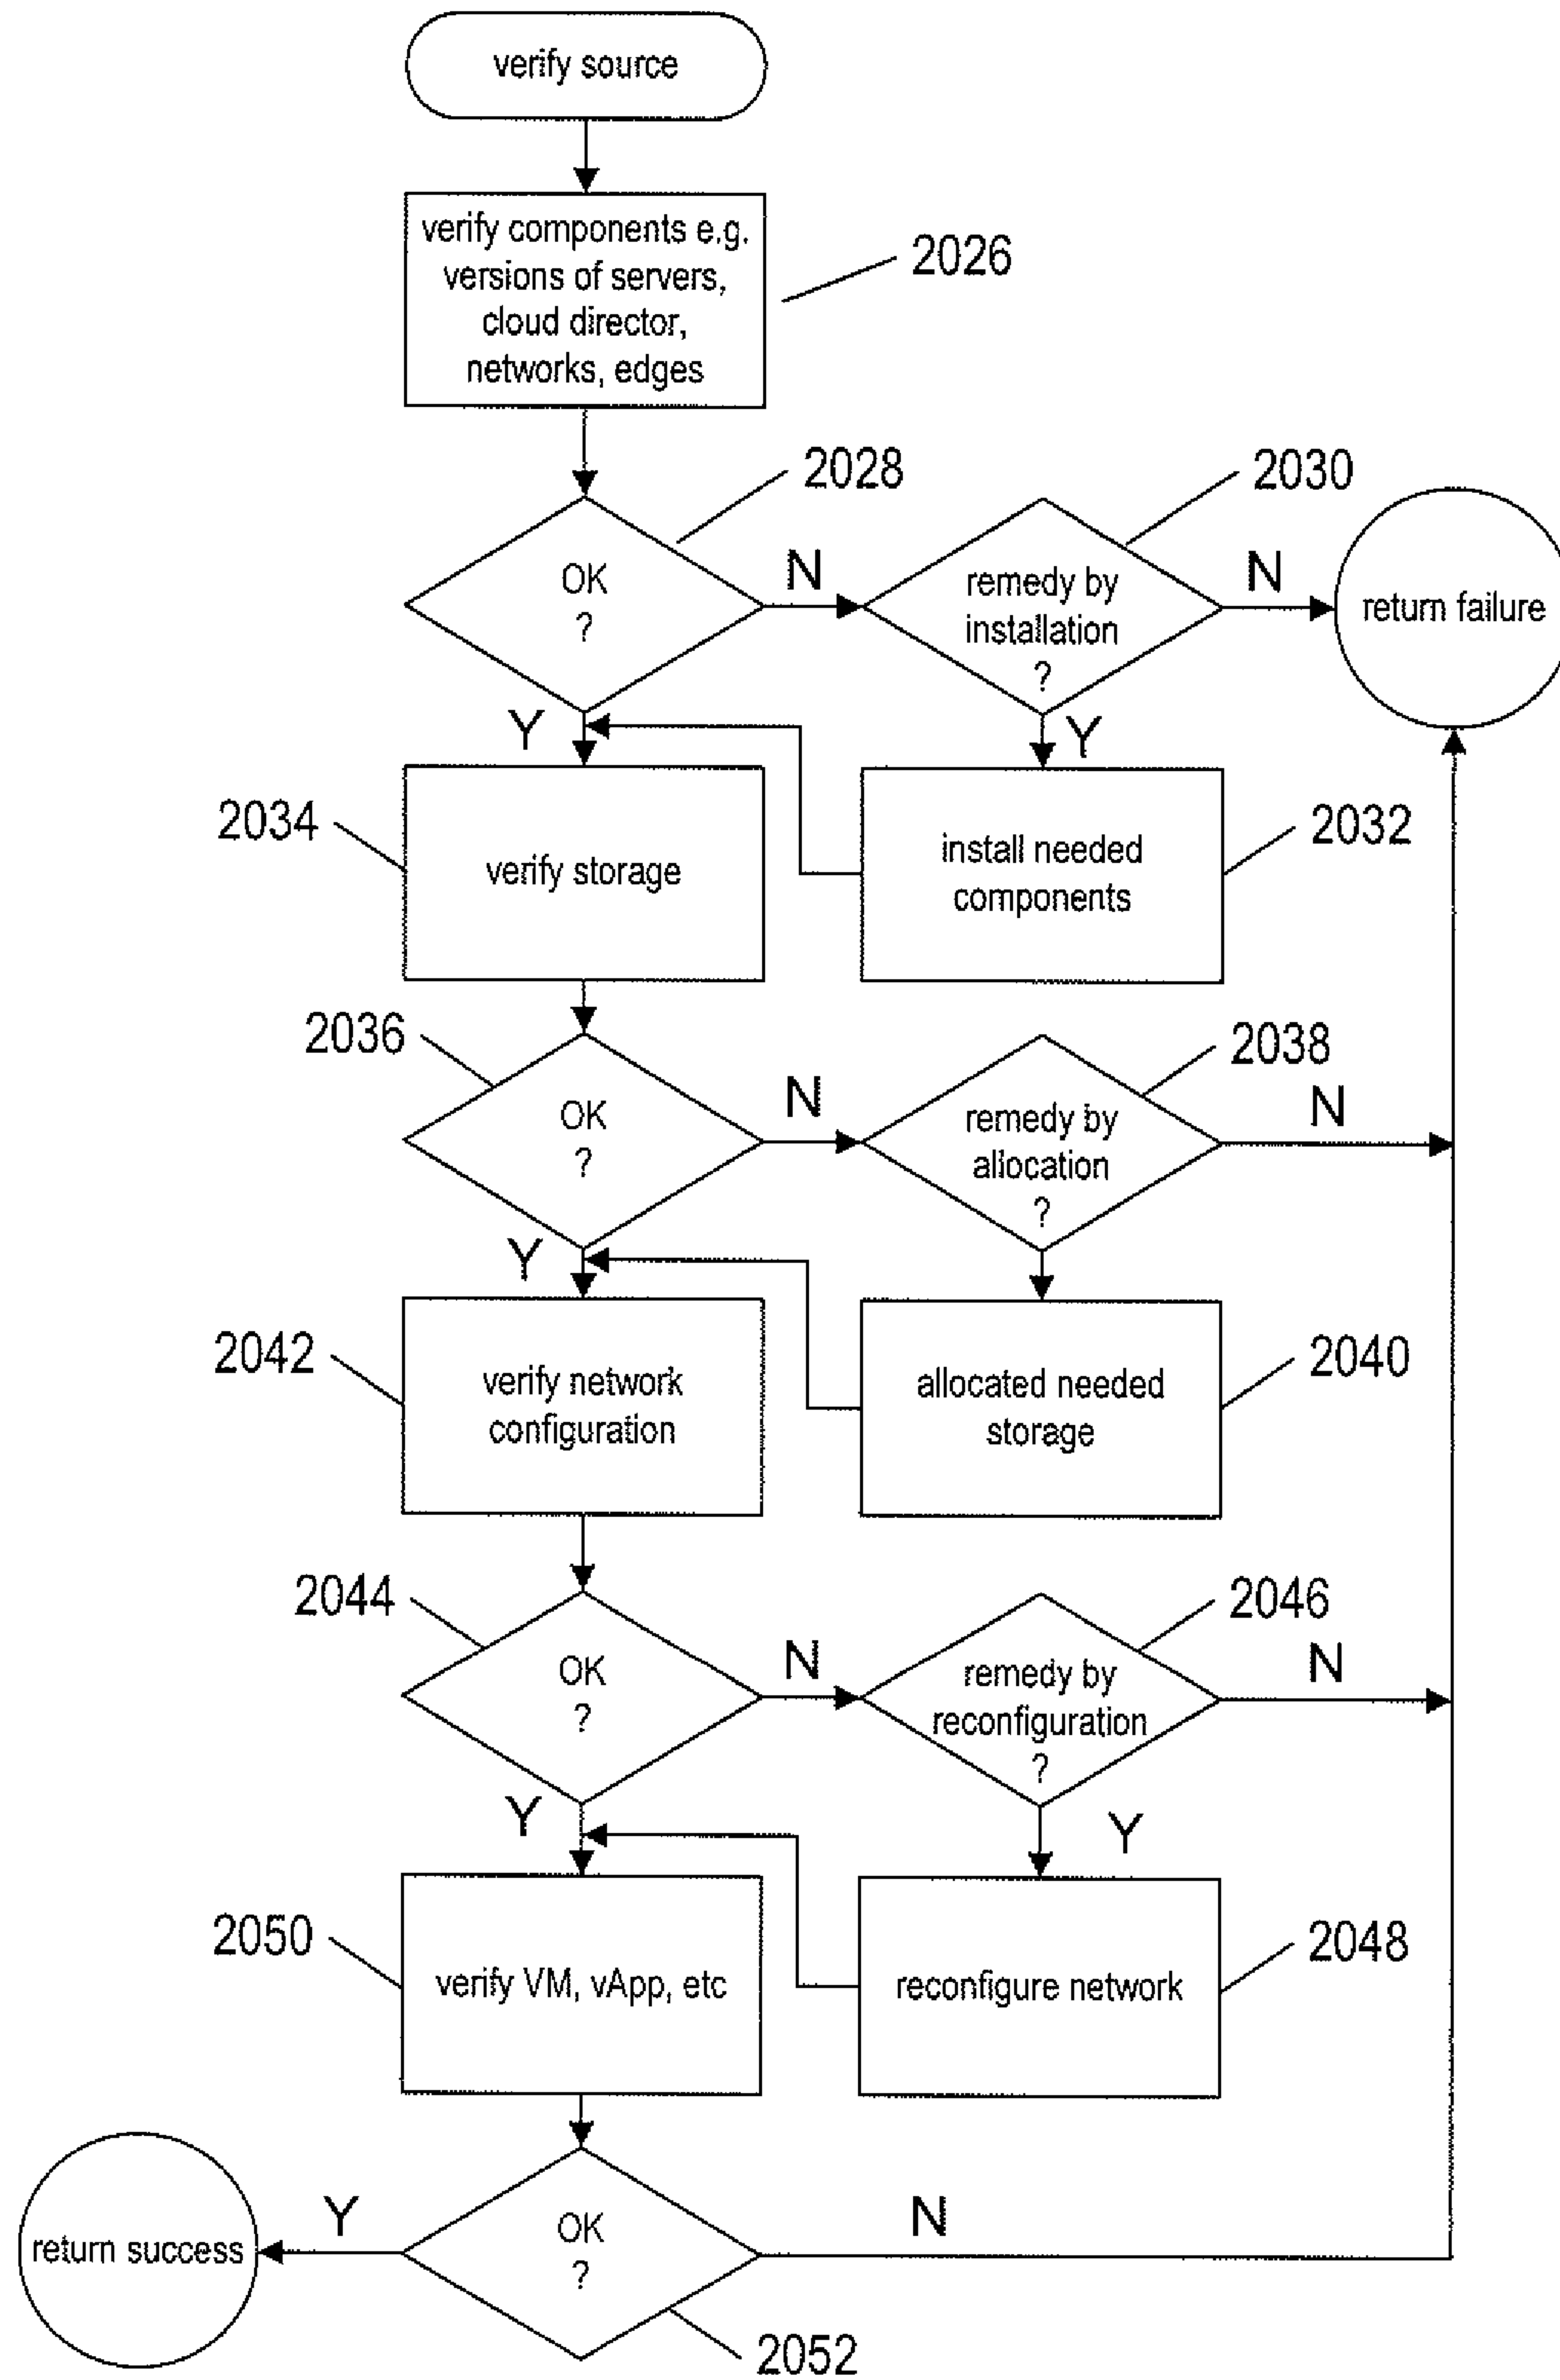 verify source
verify components e.g.
versions of servers,
cloud director,
networks, edges
2026
2028
OK
?
N
2030
remedy by
installation
?
N
return failure
Y
Y
2034
verify storage
install needed
components
2032
2036
OK
?
N
2038
remedy by
allocation
?
N
Y
2042
verify network
configuration
allocated needed
storage
2040
2044
OK
?
N
2046
remedy by
reconfiguration
?
N
Y
Y
2050
verify VM, vApp, etc
reconfigure network
2048
return success
Y
OK
?
N
2052